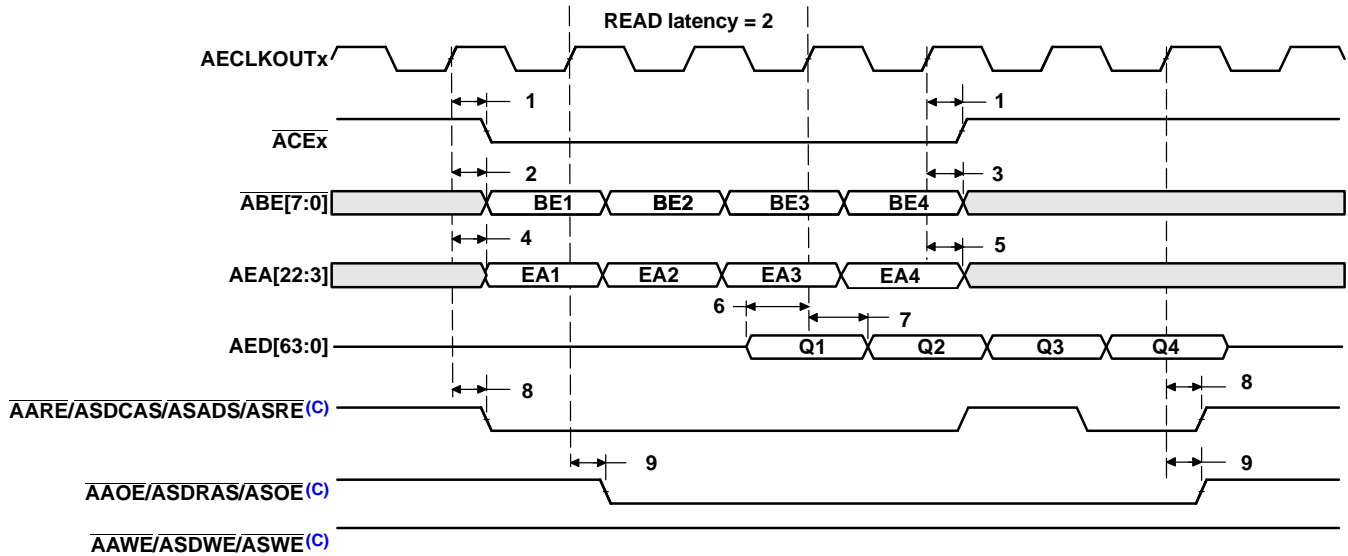 READ latency = 2
AECLKOUTx
1 1
ACEx
2 3
ABE[7:0] BE1 BE2 BE3 BE4
4 5
AEA[22:3] EA1 EA2 EA3 EA4
6 7
AED[63:0] Q1 Q2 Q3 Q4
8 8
AARE/ASDCAS/ASADS/ASRE(C)
9 9
AAOE/ASDRAS/ASOE(C)
AAWE/ASDWE/ASWE(C)